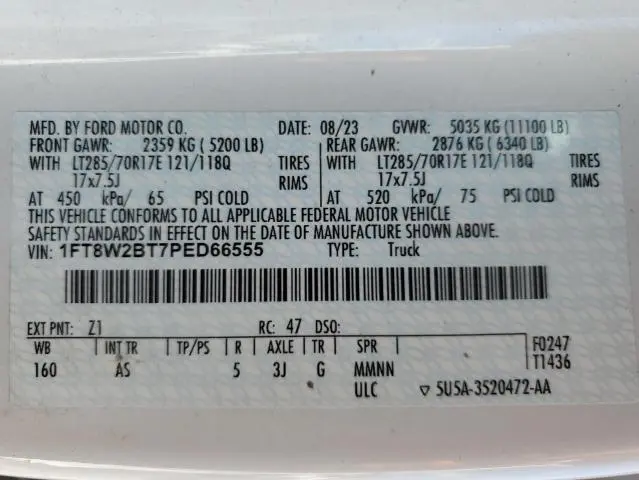 MFD. BY FORD MOTOR CO. DATE: 08/23 GVWR: 5035 KG (11100 LB)
FRONT GAWR: 2359 KG ( 5200 LB) REAR GAWR: 2876 KG ( 6340 LB)
WITH LT285/70R17E 121/118Q TIRES WITH LT285/70R17E 121/118Q TIRES
17x7.5J RIMS 17x7.5J RIMS
AT 450 kPa/ 65 PSI COLD AT 520 kPa/ 75 PSI COLD
THIS VEHICLE CONFORMS TO ALL APPLICABLE FEDERAL MOTOR VEHICLE
SAFETY STANDARDS IN EFFECT ON THE DATE OF MANUFACTURE SHOWN ABOVE.
VIN: 1FT8W2BT7PED66555 TYPE: Truck
EXT PNT: Z1 RC: 47 DSO: F0247
WB INT TR TP/PS R AXLE TR SPR T1436
160 AS 5 3J G MMNN
ULC ▽ 5U5A-3520472-AA